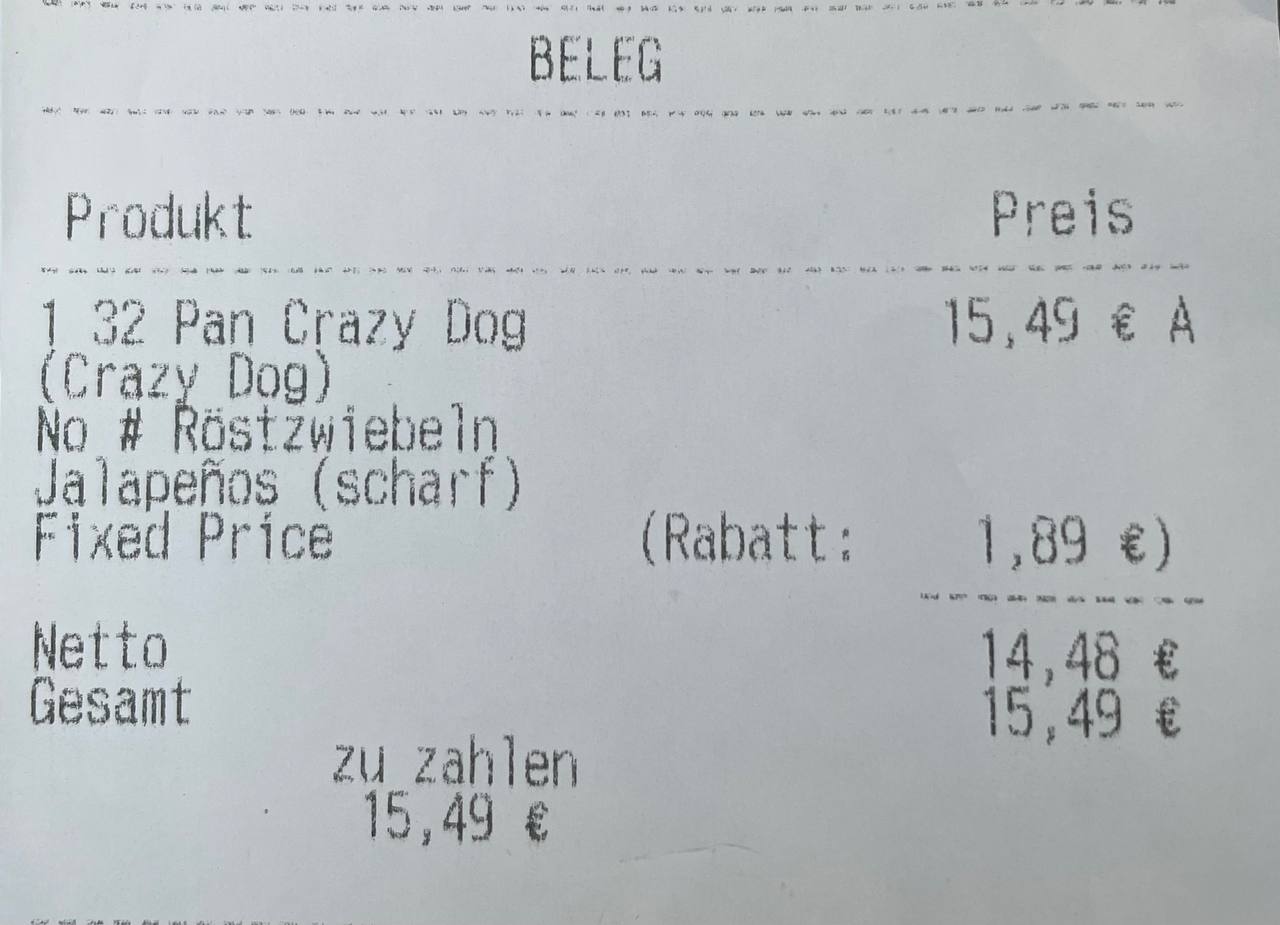 BELEG
Produkt Preis
1 32 Pan Crazy Dog 15,49 € A
(Crazy Dog)
No # Röstzwiebeln
Jalapeños (scharf)
Fixed Price (Rabatt: 1,89 €)
Netto 14,48 €
Gesamt 15,49 €
zu zahlen
15,49 €